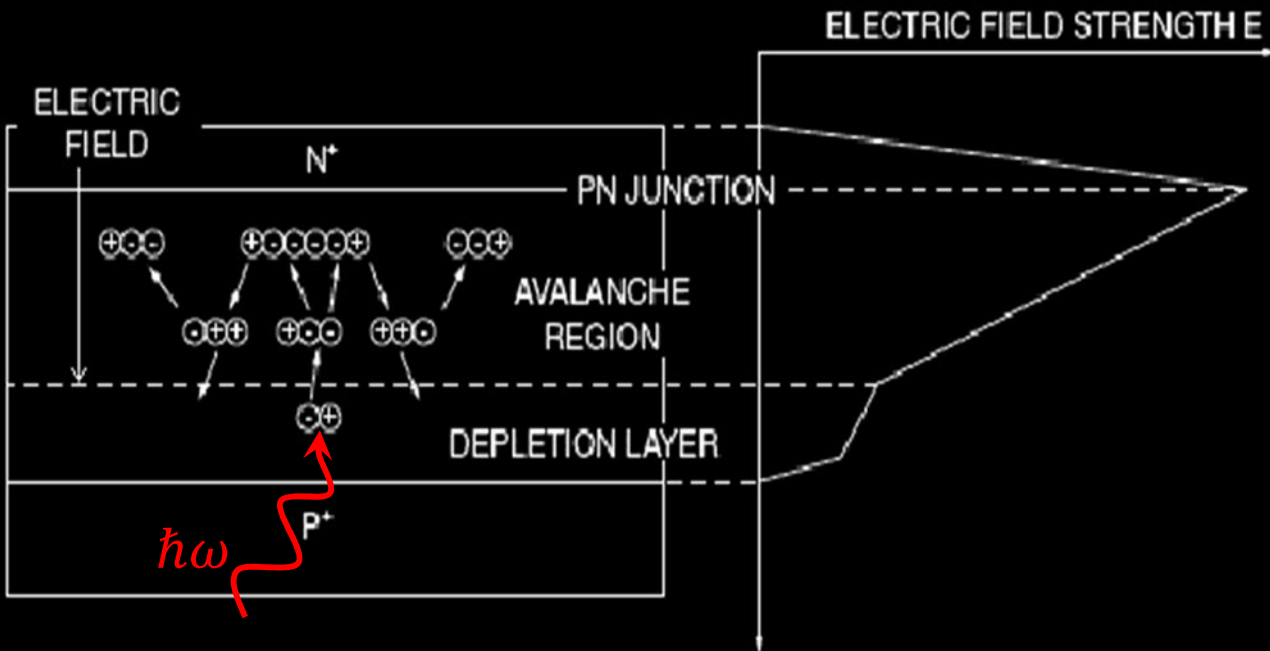 ELECTRIC FIELD STRENGTH E
ELECTRIC
FIELD
N⁺
PN JUNCTION
AVALANCHE
REGION
DEPLETION LAYER
P⁺
ℏω